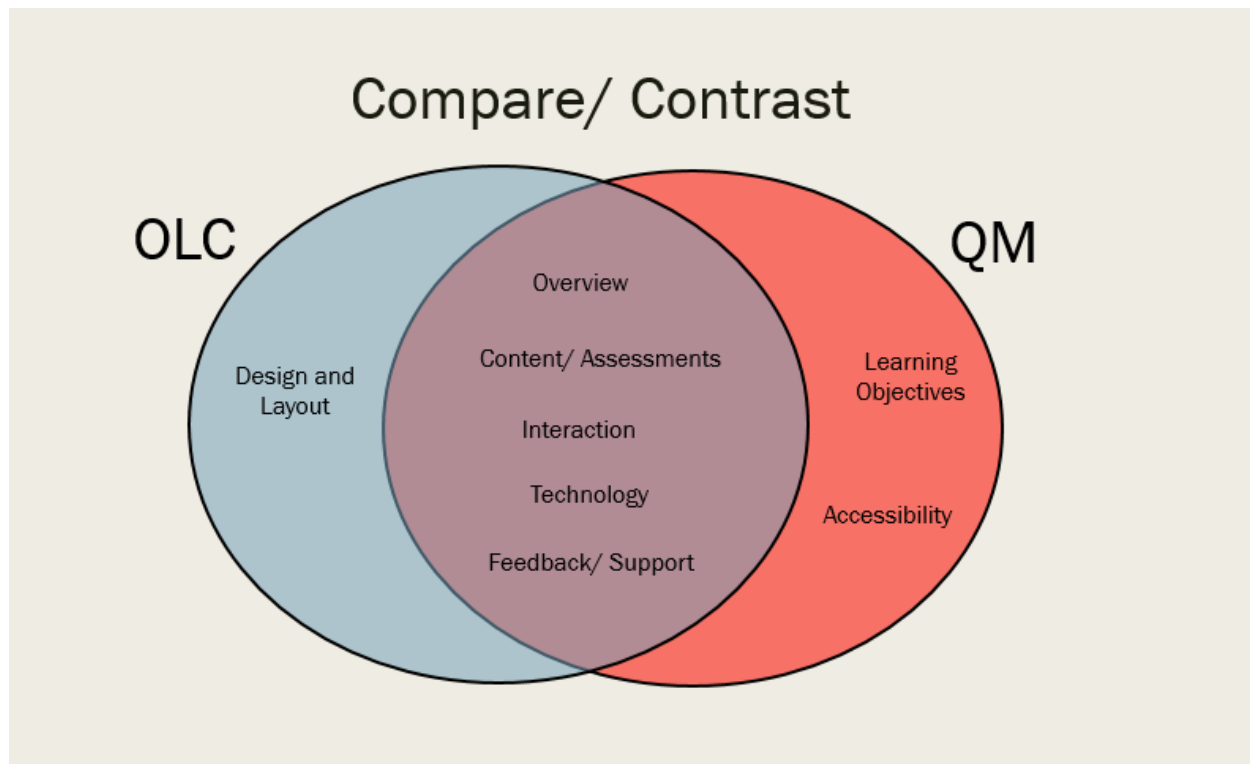 Compare/ Contrast
OLC
QM
Design and
Layout
Overview
Content/ Assessments
Interaction
Technology
Feedback/ Support
Learning
Objectives
Accessibility